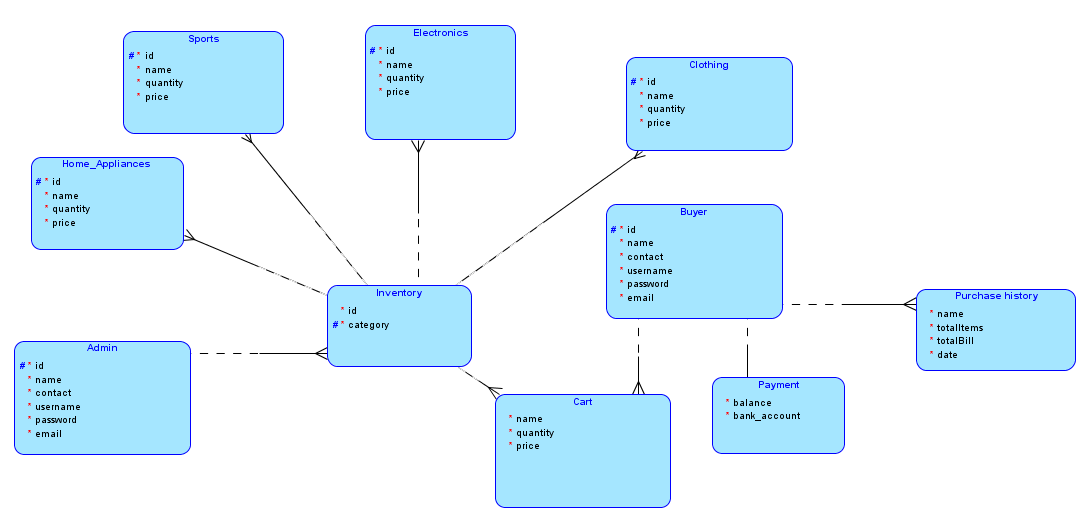 Sports
# * id
* name
* quantity
* price
Electronics
# * id
* name
* quantity
* price
Clothing
# * id
* name
* quantity
* price
Home_Appliances
# * id
* name
* quantity
* price
Buyer
# * id
* name
* contact
* username
* password
* email
Inventory
* id
# * category
Purchase history
* name
* totalItems
* totalBill
* date
Admin
# * id
* name
* contact
* username
* password
* email
Payment
* balance
* bank_account
Cart
* name
* quantity
* price